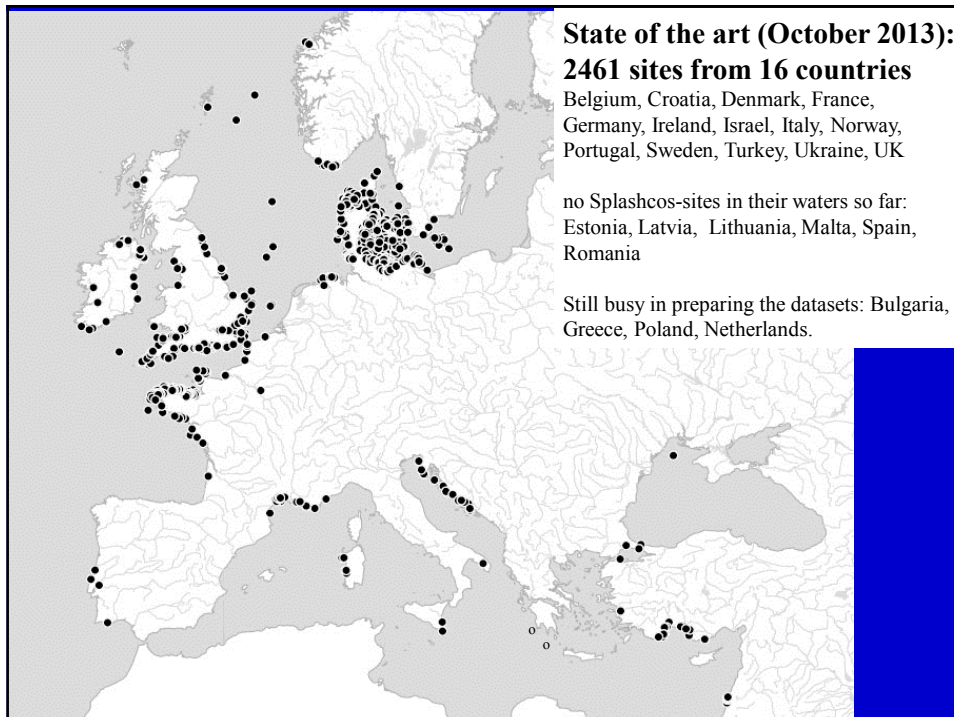 State of the art (October 2013):
2461 sites from 16 countries
Belgium, Croatia, Denmark, France,
Germany, Ireland, Israel, Italy, Norway,
Portugal, Sweden, Turkey, Ukraine, UK
no Splashcos-sites in their waters so far:
Estonia, Latvia, Lithuania, Malta, Spain,
Romania
Still busy in preparing the datasets: Bulgaria,
Greece, Poland, Netherlands.